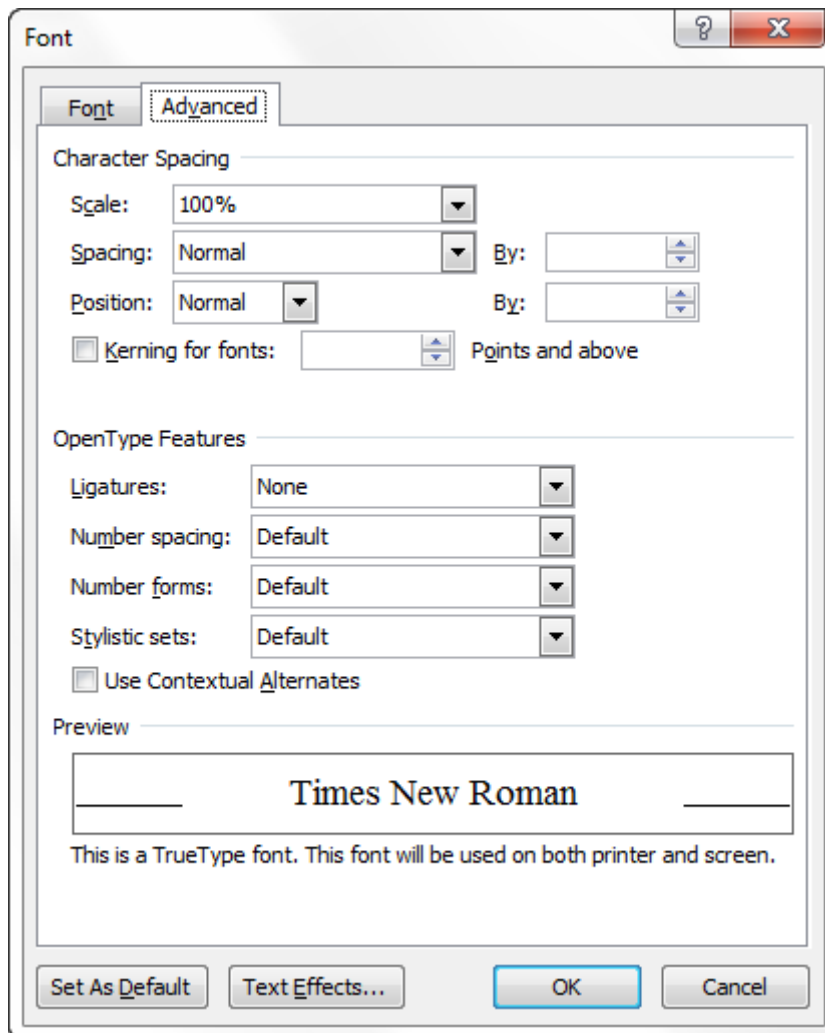 Font
Font Advanced
Character Spacing
Scale: 100%
Spacing: Normal By:
Position: Normal By:
Kerning for fonts: Points and above
OpenType Features
Ligatures: None
Number spacing: Default
Number forms: Default
Stylistic sets: Default
Use Contextual Alternates
Preview
Times New Roman
This is a TrueType font. This font will be used on both printer and screen.
Set As Default Text Effects... OK Cancel